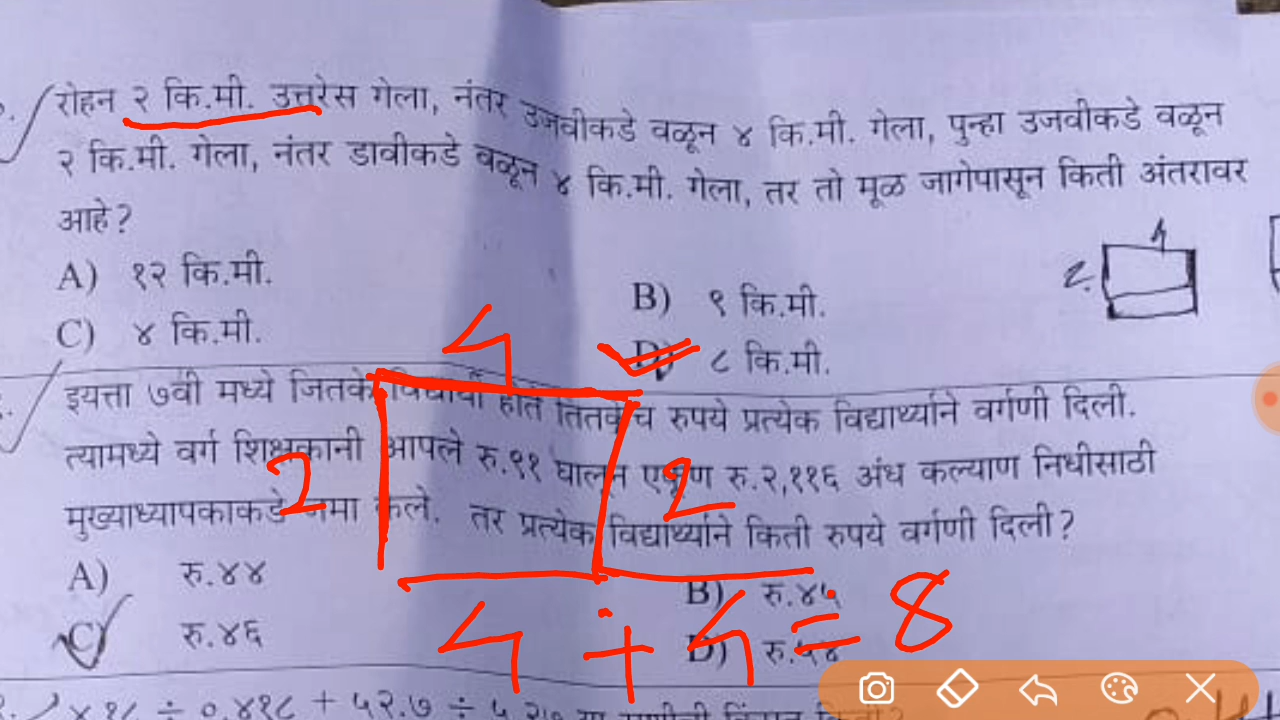 रोहन २ कि.मी. उत्तरेस गेला, नंतर उजवीकडे वळून ४ कि.मी. गेला, पुन्हा उजवीकडे वळून
२ कि.मी. गेला, नंतर डावीकडे वळून ४ कि.मी. गेला, तर तो मूळ जागेपासून किती अंतरावर
आहे?
A) १२ कि.मी.
B) ९ कि.मी.
C) ४ कि.मी.
D) ८ कि.मी.
4
2.
4
इयत्ता ७वी मध्ये जितके विद्यार्थी होते तितकेच रुपये प्रत्येक विद्यार्थ्याने वर्गणी दिली.
त्यामध्ये वर्ग शिक्षकानी आपले रु.९१ घालून एकूण रु.२,११६ अंध कल्याण निधीसाठी
मुख्याध्यापकाकडे जमा केले. तर प्रत्येक विद्यार्थ्याने किती रुपये वर्गणी दिली?
2
2
A) रु.४४
B) रु.४५
C) रु.४६
D) रु.५४
4 + 4 = 8